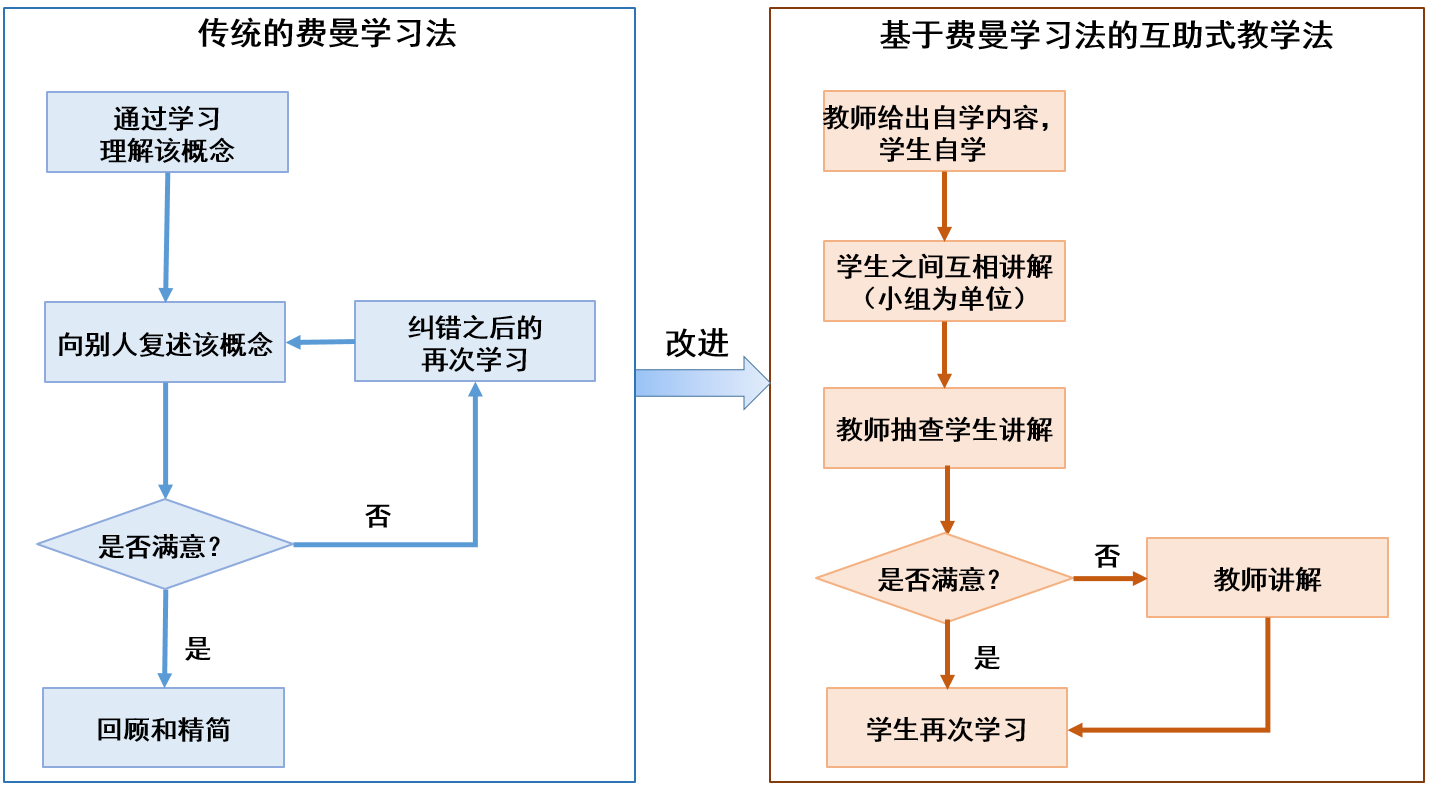 传统的费曼学习法
通过学习
理解该概念
向别人复述该概念
纠错之后的
再次学习
是否满意？
否
是
回顾和精简
改进
基于费曼学习法的互助式教学法
教师给出自学内容，
学生自学
学生之间互相讲解
（小组为单位）
教师抽查学生讲解
是否满意？
否
教师讲解
是
学生再次学习